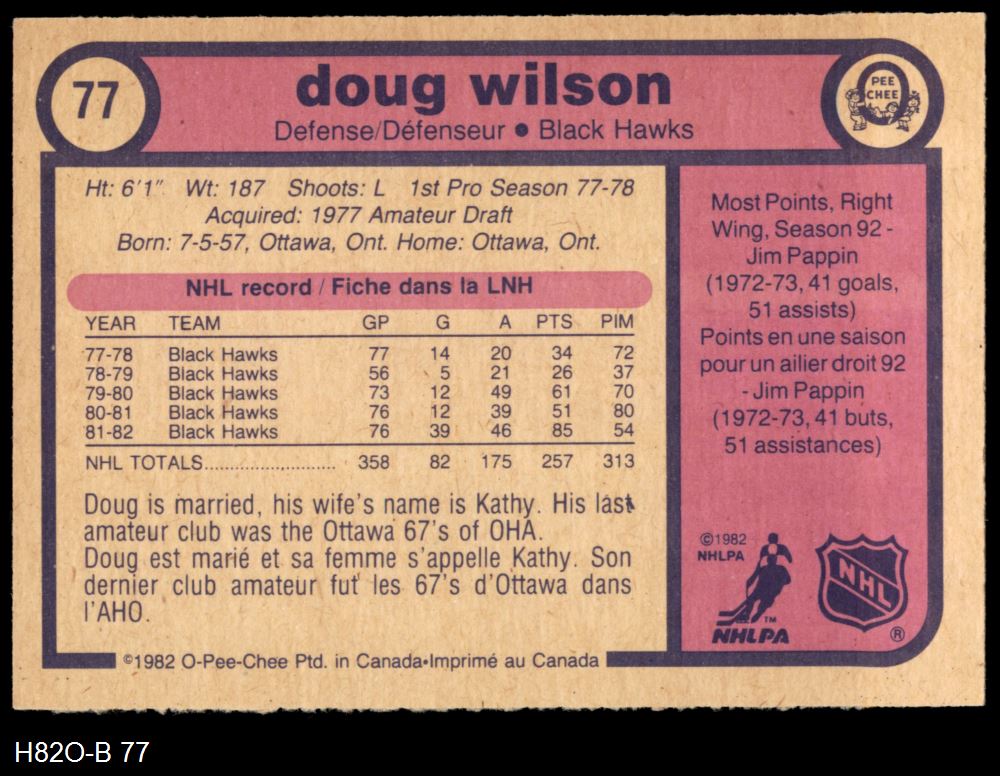 77
doug wilson
Defense/Défenseur • Black Hawks
PEE
CHEE
Ht: 6'1" Wt: 187 Shoots: L 1st Pro Season 77-78
Acquired: 1977 Amateur Draft
Born: 7-5-57, Ottawa, Ont. Home: Ottawa, Ont.
NHL record / Fiche dans la LNH
YEAR TEAM GP G A PTS PIM
77-78 Black Hawks 77 14 20 34 72
78-79 Black Hawks 56 5 21 26 37
79-80 Black Hawks 73 12 49 61 70
80-81 Black Hawks 76 12 39 51 80
81-82 Black Hawks 76 39 46 85 54
NHL TOTALS........................ 358 82 175 257 313
Doug is married, his wife's name is Kathy. His last
amateur club was the Ottawa 67's of OHA.
Doug est marié et sa femme s'appelle Kathy. Son
dernier club amateur fut les 67's d'Ottawa dans
l'AHO.
Most Points, Right
Wing, Season 92 -
Jim Pappin
(1972-73, 41 goals,
51 assists)
Points en une saison
pour un ailier droit 92
- Jim Pappin
(1972-73, 41 buts,
51 assistances)
©1982
NHLPA
TM
NHLPA
NHL
®
©1982 O-Pee-Chee Ptd. in Canada•Imprimé au Canada
H82O-B 77